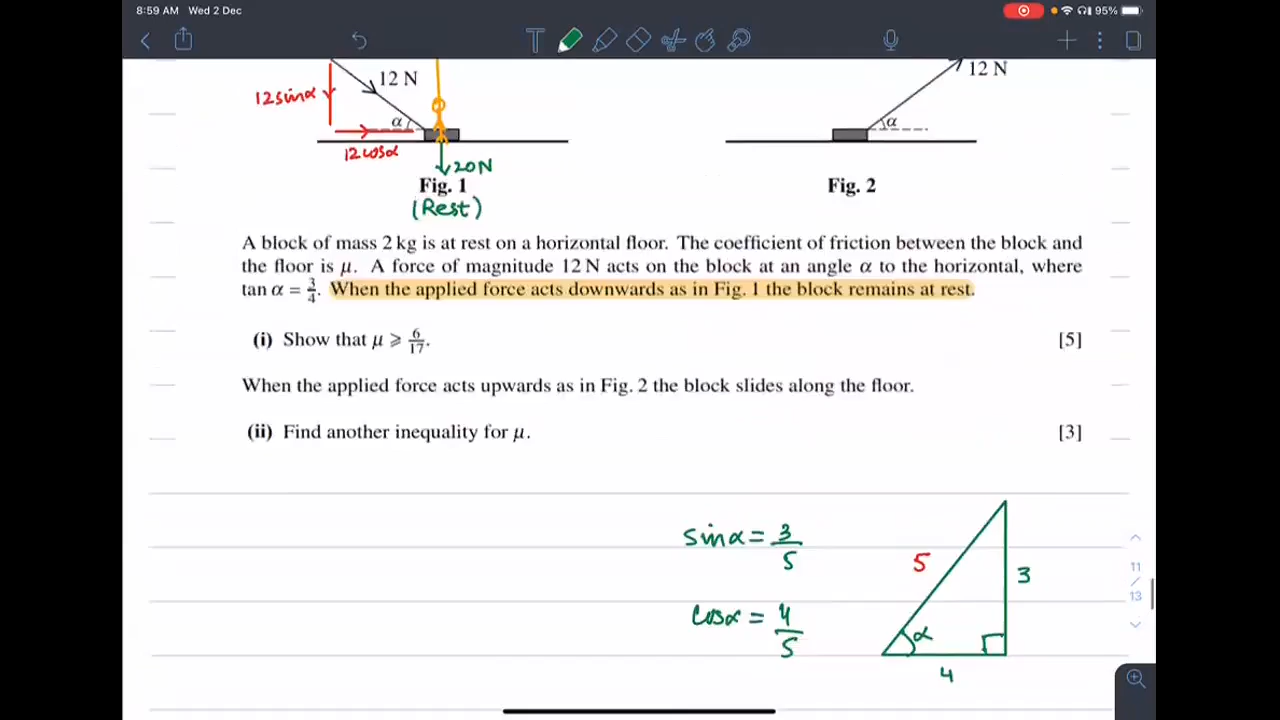 8:59 AM Wed 2 Dec
95%
12 N
12sinα
α
12cosα
20N
Fig. 1
(Rest)
12 N
α
Fig. 2
A block of mass 2 kg is at rest on a horizontal floor. The coefficient of friction between the block and
the floor is μ. A force of magnitude 12 N acts on the block at an angle α to the horizontal, where
tan α = 3/4. When the applied force acts downwards as in Fig. 1 the block remains at rest.
(i) Show that μ ⩾ 6/17. [5]
When the applied force acts upwards as in Fig. 2 the block slides along the floor.
(ii) Find another inequality for μ. [3]
sinα = 3/5
cosα = 4/5
5
3
α
4
11
/
13